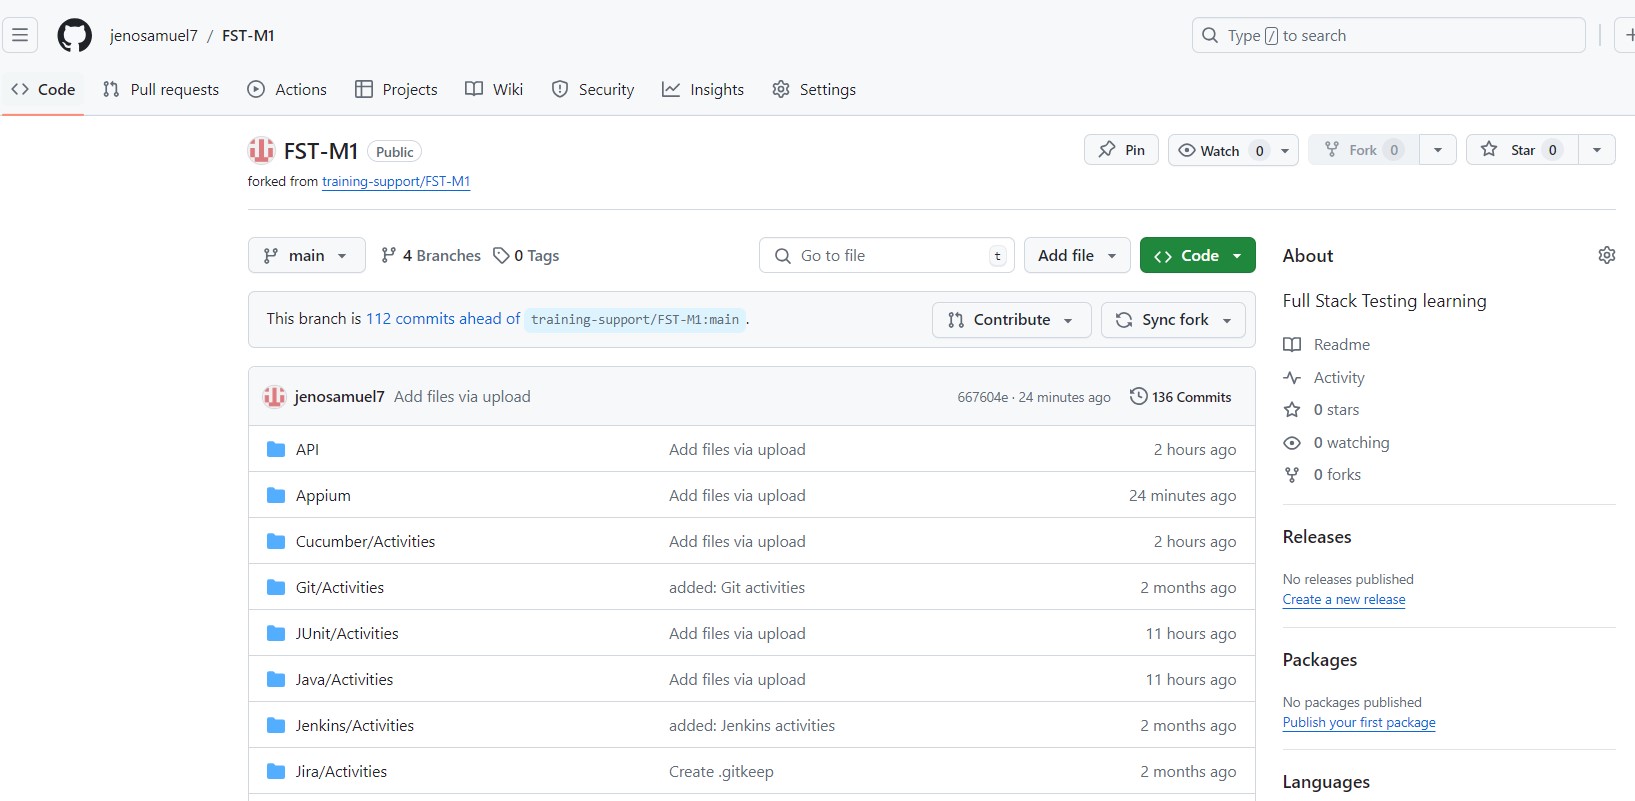 jenosamuel7 / FST-M1
Type / to search
Code Pull requests Actions Projects Wiki Security Insights Settings
FST-M1 Public
Pin Watch 0 Fork 0 Star 0
forked from training-support/FST-M1
main 4 Branches 0 Tags Go to file t Add file Code
This branch is 112 commits ahead of training-support/FST-M1:main.
Contribute Sync fork
jenosamuel7 Add files via upload 667604e · 24 minutes ago 136 Commits
API Add files via upload 2 hours ago
Appium Add files via upload 24 minutes ago
Cucumber/Activities Add files via upload 2 hours ago
Git/Activities added: Git activities 2 months ago
JUnit/Activities Add files via upload 11 hours ago
Java/Activities Add files via upload 11 hours ago
Jenkins/Activities added: Jenkins activities 2 months ago
Jira/Activities Create .gitkeep 2 months ago
About
Full Stack Testing learning
Readme
Activity
0 stars
0 watching
0 forks
Releases
No releases published
Create a new release
Packages
No packages published
Publish your first package
Languages